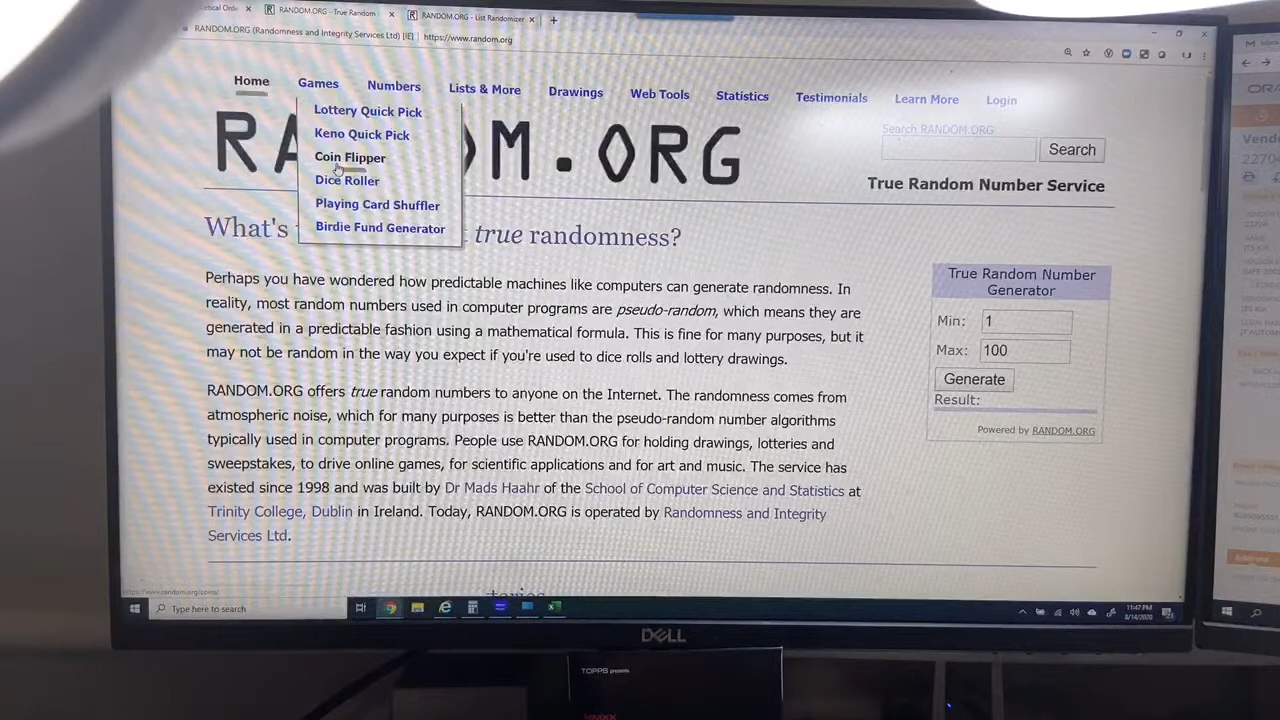 RANDOM.ORG - True Random
RANDOM.ORG - List Randomizer
RANDOM.ORG (Randomness and Integrity Services Ltd) [IE] https://www.random.org
Home Games Numbers Lists & More Drawings Web Tools Statistics Testimonials Learn More Login
Lottery Quick Pick
Keno Quick Pick
Coin Flipper
Dice Roller
Playing Card Shuffler
Birdie Fund Generator
M.ORG
Search RANDOM.ORG
Search
True Random Number Service
What's true randomness?
Perhaps you have wondered how predictable machines like computers can generate randomness. In
reality, most random numbers used in computer programs are pseudo-random, which means they are
generated in a predictable fashion using a mathematical formula. This is fine for many purposes, but it
may not be random in the way you expect if you're used to dice rolls and lottery drawings.
RANDOM.ORG offers true random numbers to anyone on the Internet. The randomness comes from
atmospheric noise, which for many purposes is better than the pseudo-random number algorithms
typically used in computer programs. People use RANDOM.ORG for holding drawings, lotteries and
sweepstakes, to drive online games, for scientific applications and for art and music. The service has
existed since 1998 and was built by Dr Mads Haahr of the School of Computer Science and Statistics at
Trinity College, Dublin in Ireland. Today, RANDOM.ORG is operated by Randomness and Integrity
Services Ltd.
True Random Number
Generator
Min: 1
Max: 100
Generate
Result:
Powered by RANDOM.ORG
https://www.random.org/coins/
Type here to search
11:47 PM
8/14/2020
DELL
TOPPS presents